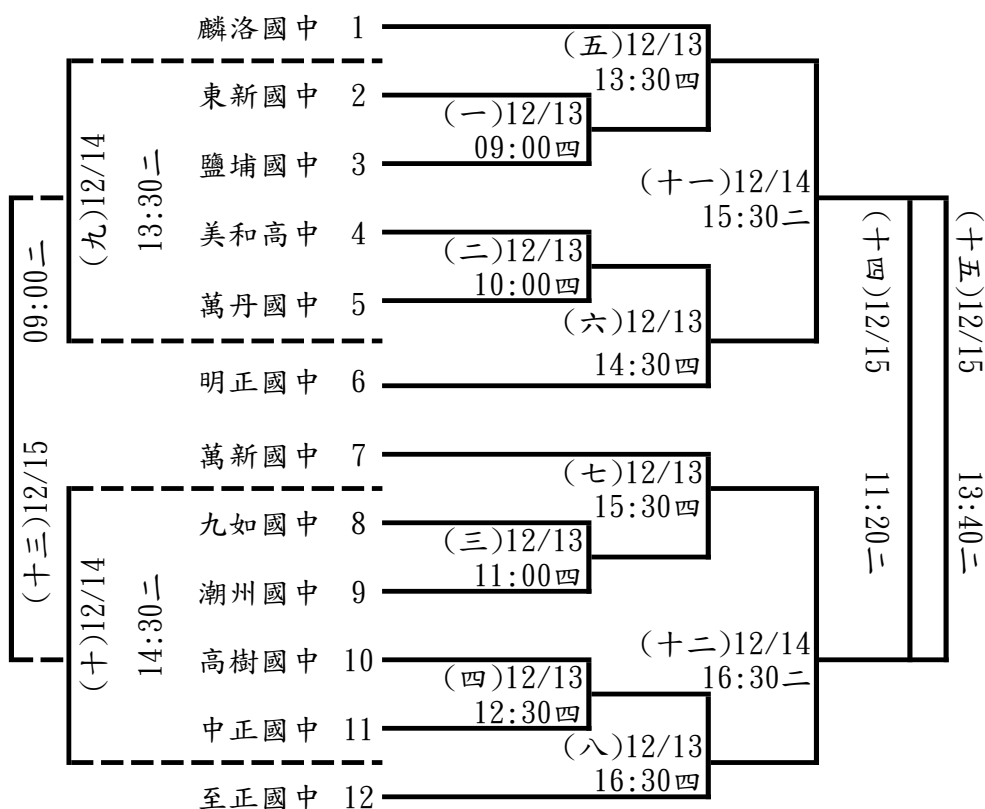 麟洛國中 1
(五)12/13
13:30四
東新國中 2
(一)12/13
09:00四
鹽埔國中 3
(九)12/14
13:30二
(十一)12/14
15:30二
美和高中 4
(二)12/13
10:00四
萬丹國中 5
(六)12/13
14:30四
明正國中 6
(十三)12/15
09:00二
(十四)12/15
11:20二
(十五)12/15
13:40二
萬新國中 7
(七)12/13
15:30四
九如國中 8
(三)12/13
11:00四
潮州國中 9
(十)12/14
14:30二
(十二)12/14
16:30二
高樹國中 10
(四)12/13
12:30四
中正國中 11
(八)12/13
16:30四
至正國中 12